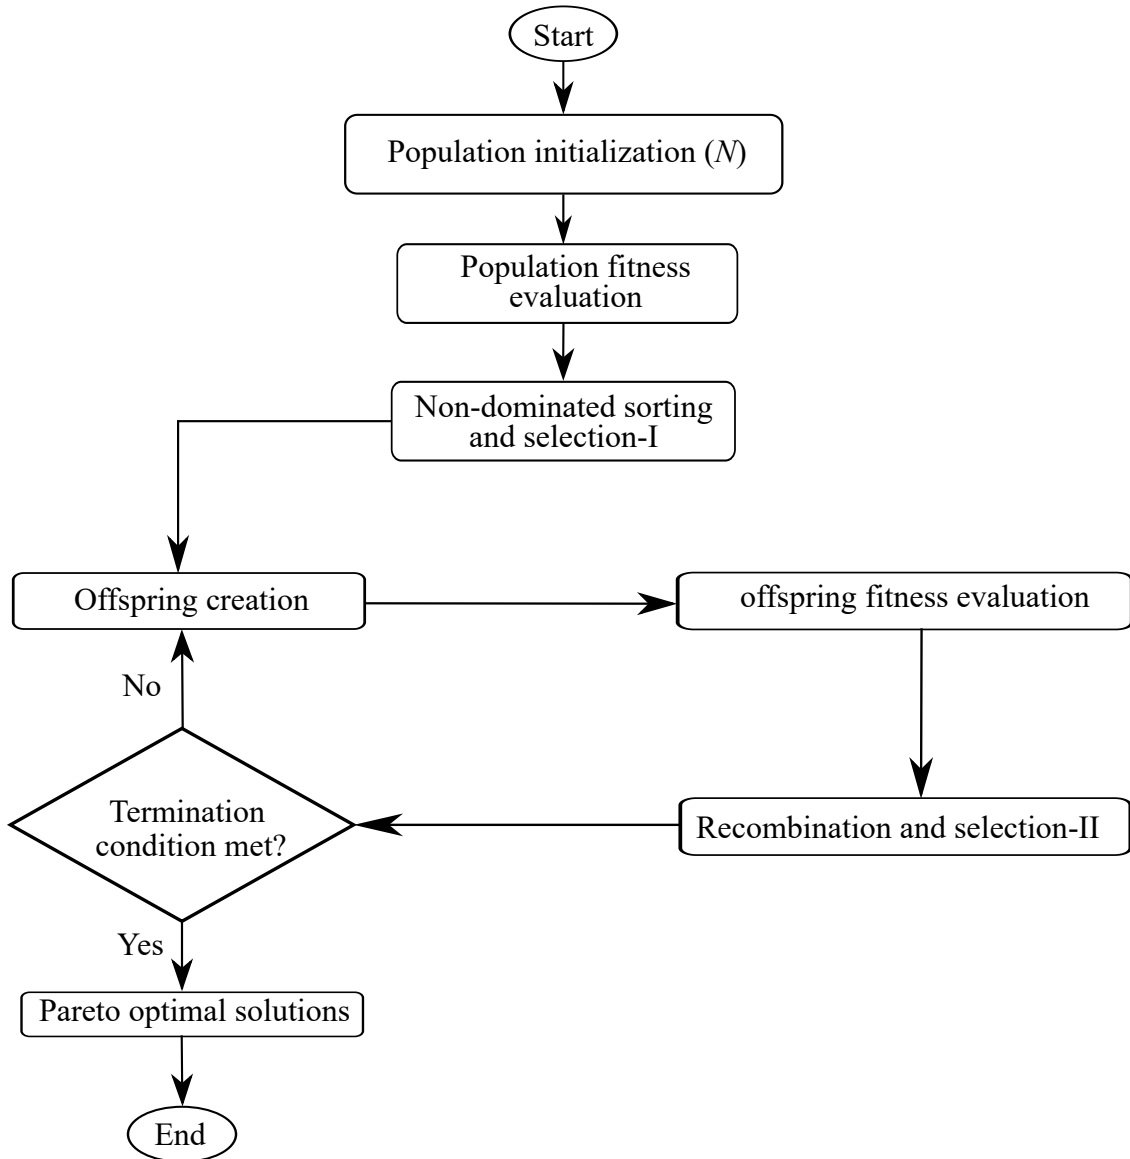 Start
Population initialization (N)
Population fitness
evaluation
Non-dominated sorting
and selection-I
Offspring creation
offspring fitness evaluation
No
Termination
condition met?
Recombination and selection-II
Yes
Pareto optimal solutions
End